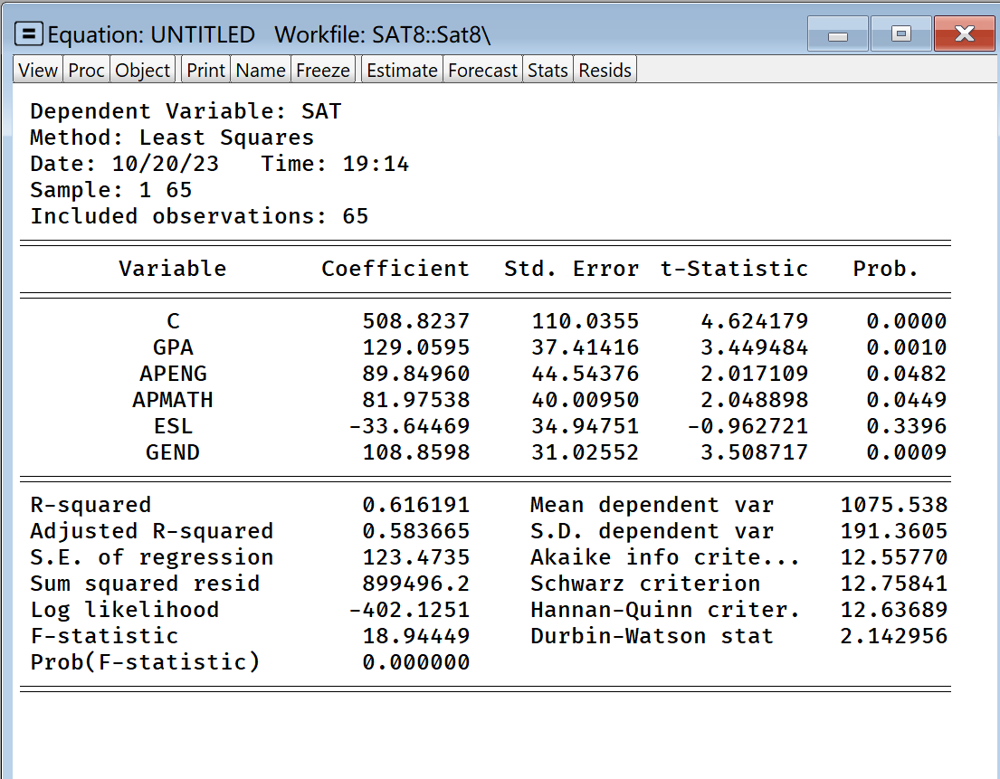 Equation: UNTITLED   Workfile: SAT8::Sat8\
View Proc Object Print Name Freeze Estimate Forecast Stats Resids
Dependent Variable: SAT
Method: Least Squares
Date: 10/20/23   Time: 19:14
Sample: 1 65
Included observations: 65
Variable Coefficient Std. Error t-Statistic Prob.
C 508.8237 110.0355 4.624179 0.0000
GPA 129.0595 37.41416 3.449484 0.0010
APENG 89.84960 44.54376 2.017109 0.0482
APMATH 81.97538 40.00950 2.048898 0.0449
ESL -33.64469 34.94751 -0.962721 0.3396
GEND 108.8598 31.02552 3.508717 0.0009
R-squared 0.616191 Mean dependent var 1075.538
Adjusted R-squared 0.583665 S.D. dependent var 191.3605
S.E. of regression 123.4735 Akaike info crite... 12.55770
Sum squared resid 899496.2 Schwarz criterion 12.75841
Log likelihood -402.1251 Hannan-Quinn criter. 12.63689
F-statistic 18.94449 Durbin-Watson stat 2.142956
Prob(F-statistic) 0.000000